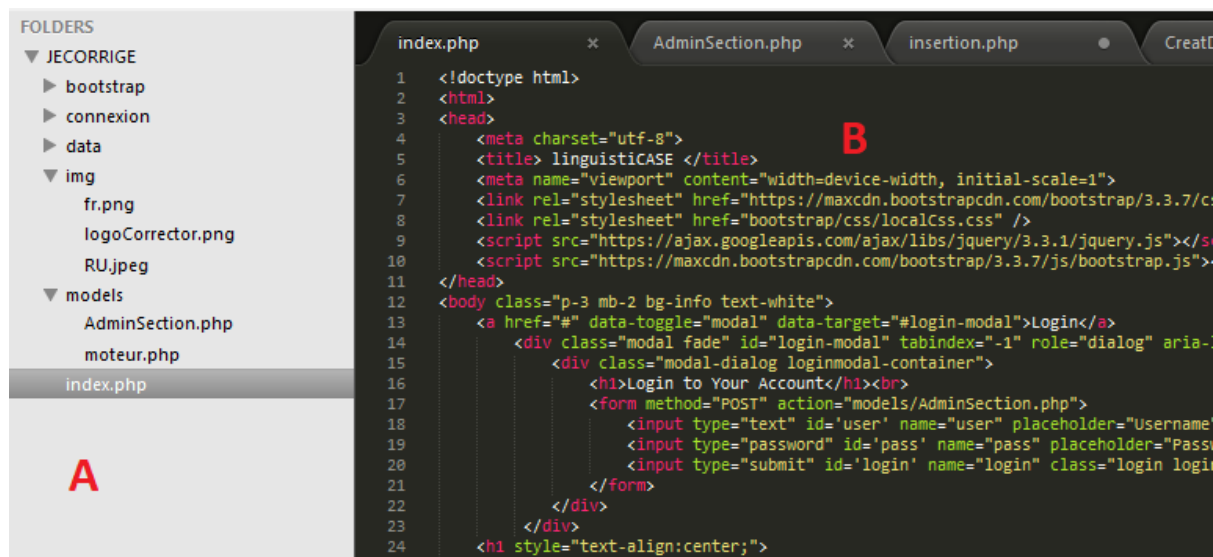 FOLDERS
JECORRIGE
bootstrap
connexion
data
img
fr.png
logoCorrector.png
RU.jpeg
models
AdminSection.php
moteur.php
index.php
A
index.php × AdminSection.php × insertion.php CreatD
B
1 <!doctype html>
2 <html>
3 <head>
4 <meta charset="utf-8">
5 <title> linguistiCASE </title>
6 <meta name="viewport" content="width=device-width, initial-scale=1">
7 <link rel="stylesheet" href="https://maxcdn.bootstrapcdn.com/bootstrap/3.3.7/cs
8 <link rel="stylesheet" href="bootstrap/css/localCss.css" />
9 <script src="https://ajax.googleapis.com/ajax/libs/jquery/3.3.1/jquery.js"></sc
10 <script src="https://maxcdn.bootstrapcdn.com/bootstrap/3.3.7/js/bootstrap.js"><
11 </head>
12 <body class="p-3 mb-2 bg-info text-white">
13 <a href="#" data-toggle="modal" data-target="#login-modal">Login</a>
14 <div class="modal fade" id="login-modal" tabindex="-1" role="dialog" aria-
15 <div class="modal-dialog loginmodal-container">
16 <h1>Login to Your Account</h1><br>
17 <form method="POST" action="models/AdminSection.php">
18 <input type="text" id='user' name="user" placeholder="Username"
19 <input type="password" id='pass' name="pass" placeholder="Passw
20 <input type="submit" id='login' name="login" class="login login
21 </form>
22 </div>
23 </div>
24 <h1 style="text-align:center;">